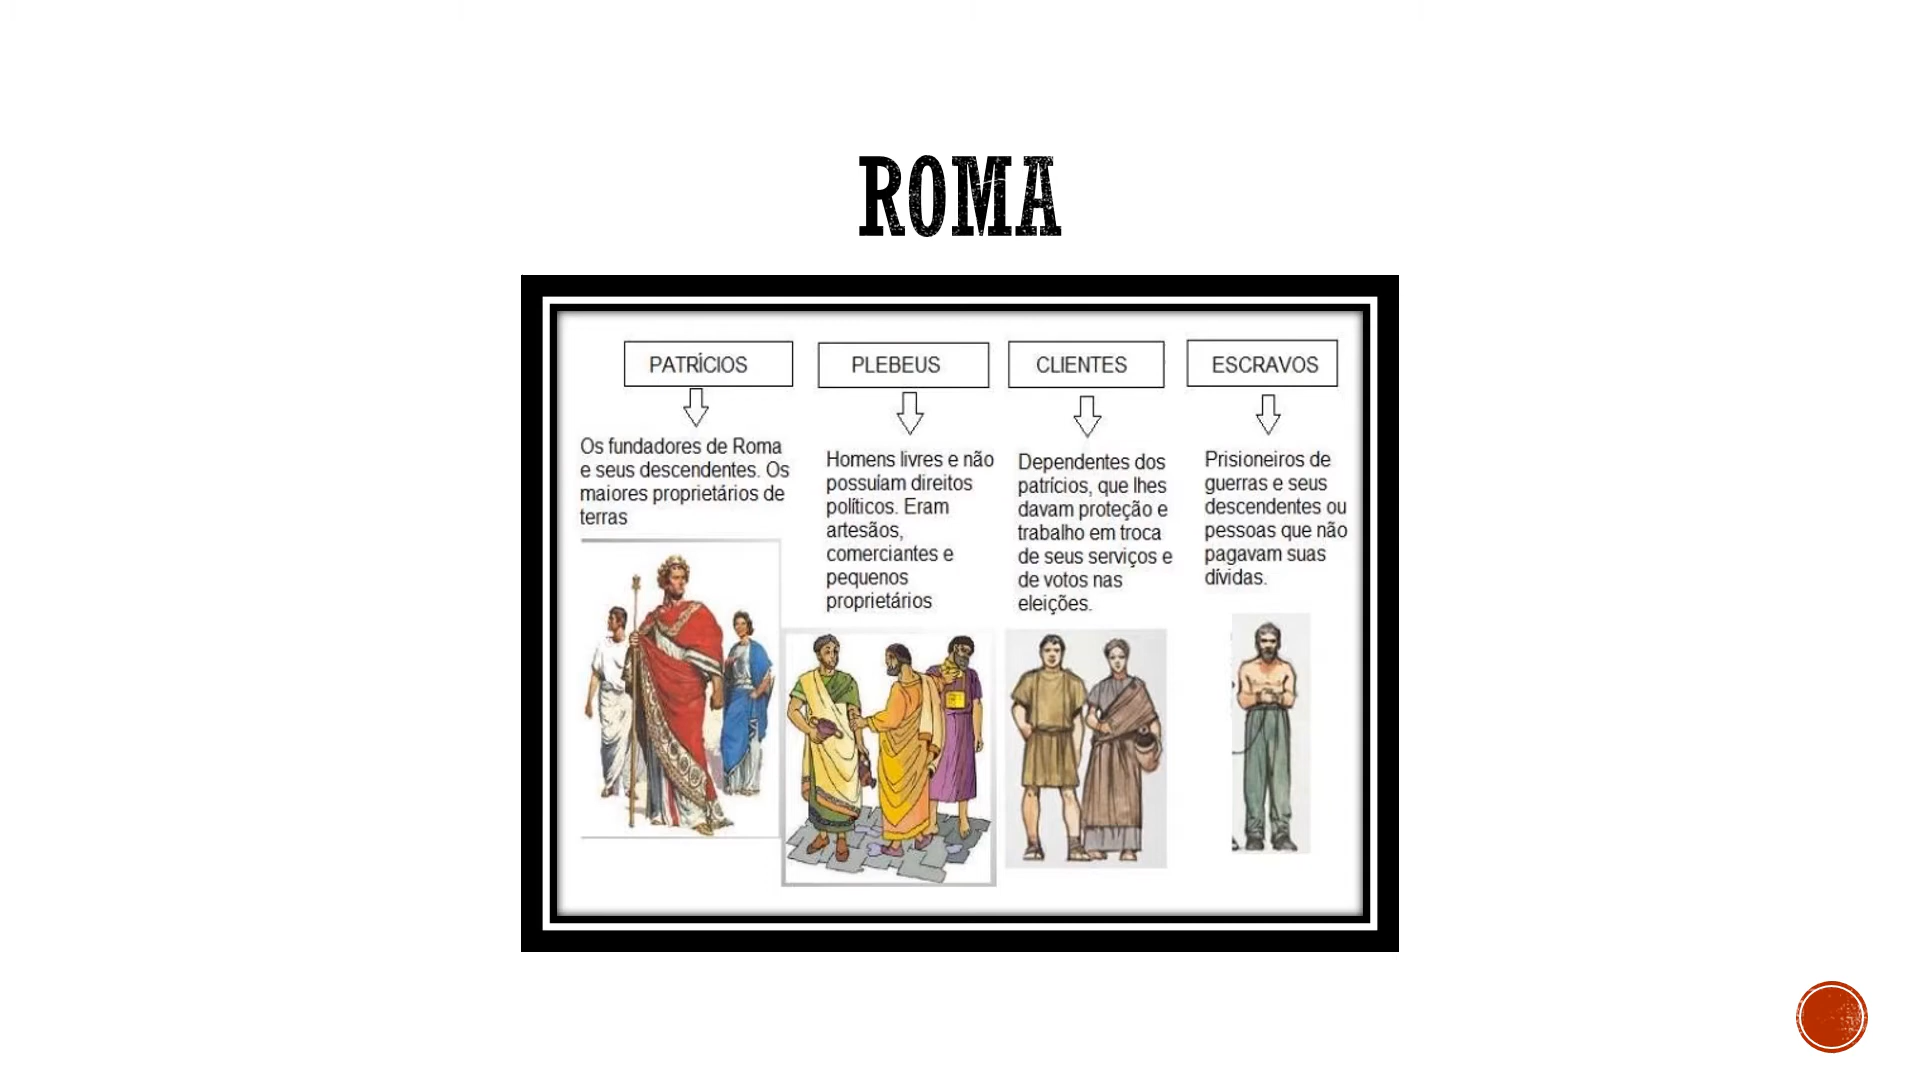 ROMA
PATRÍCIOS
Os fundadores de Roma
e seus descendentes. Os
maiores proprietários de
terras
PLEBEUS
Homens livres e não
possuíam direitos
políticos. Eram
artesãos,
comerciantes e
pequenos
proprietários
CLIENTES
Dependentes dos
patrícios, que lhes
davam proteção e
trabalho em troca
de seus serviços e
de votos nas
eleições.
ESCRAVOS
Prisioneiros de
guerras e seus
descendentes ou
pessoas que não
pagavam suas
dívidas.